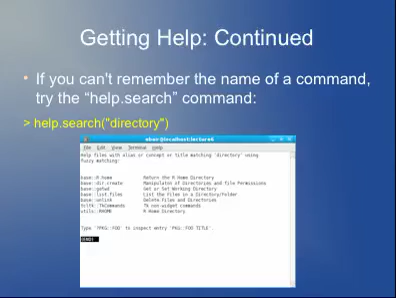 Getting Help: Continued
• If you can't remember the name of a command,
try the “help.search“ command:
> help.search("directory")
File Edit View Terminal Help
Help files with alias or concept or title matching 'directory' using
fuzzy matching:
base::R.home Return the R Home Directory
base::dir.create Manipulaton of Directories and File Permissions
base::getwd Get or Set Working Directory
base::list.files List the Files in a Directory/Folder
base::unlink Delete Files and Directories
tcltk::TkCommands Tk non-widget commands
utils::RHOME R Home Directory
Type '?PKG::FOO' to inspect entry 'PKG::FOO TITLE'.
(END)